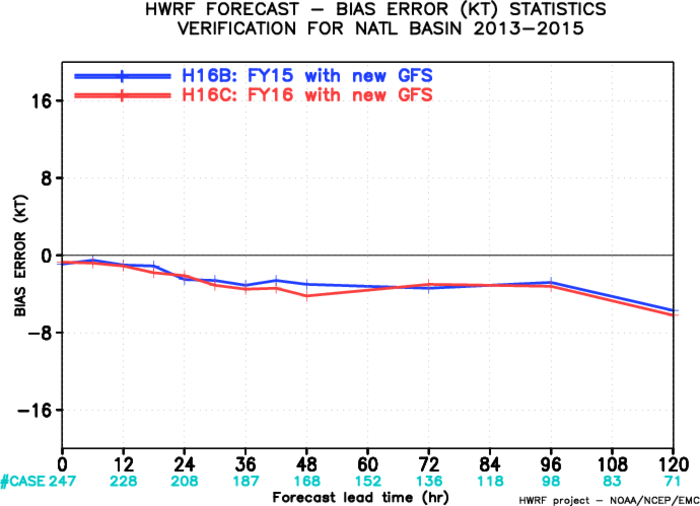 HWRF FORECAST – BIAS ERROR (KT) STATISTICS
VERIFICATION FOR NATL BASIN 2013–2015
H16B: FY15 with new GFS
H16C: FY16 with new GFS
16
8
0
–8
–16
BIAS ERROR (KT)
0 12 24 36 48 60 72 84 96 108 120
#CASE 247 228 208 187 168 152 136 118 98 83 71
Forecast lead time (hr)
HWRF project – NOAA/NCEP/EMC